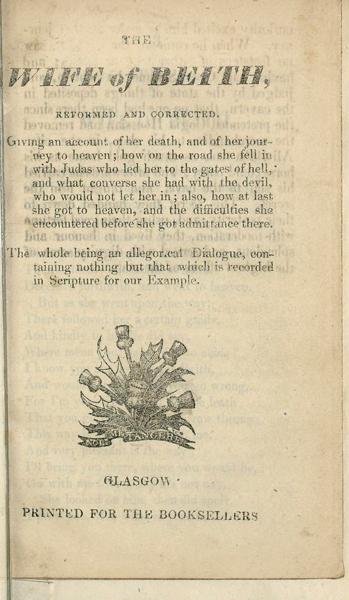 THE
WIFE of BEITH,
REFORMED AND CORRECTED.
Giving an account of her death, and of her jour-
ney to heaven; how on the road she fell in
with Judas who led her to the gates of hell,
and what converse she had with the devil,
who would not let her in; also, how at last
she got to heaven, and the difficulties she
encountered before she got admittance there.
The whole being an allegorical Dialogue, con-
taining nothing but that which is recorded
in Scripture for our Example.
TANGERE
GLASGOW
PRINTED FOR THE BOOKSELLERS